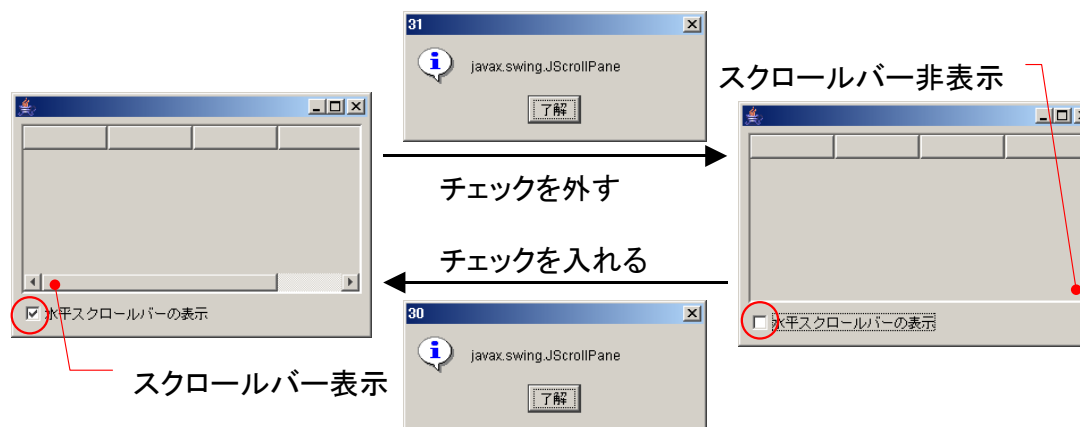 31
javax.swing.JScrollPane
了解
スクロールバー非表示
チェックを外す
チェックを入れる
水平スクロールバーの表示
水平スクロールバーの表示
30
javax.swing.JScrollPane
スクロールバー表示
了解